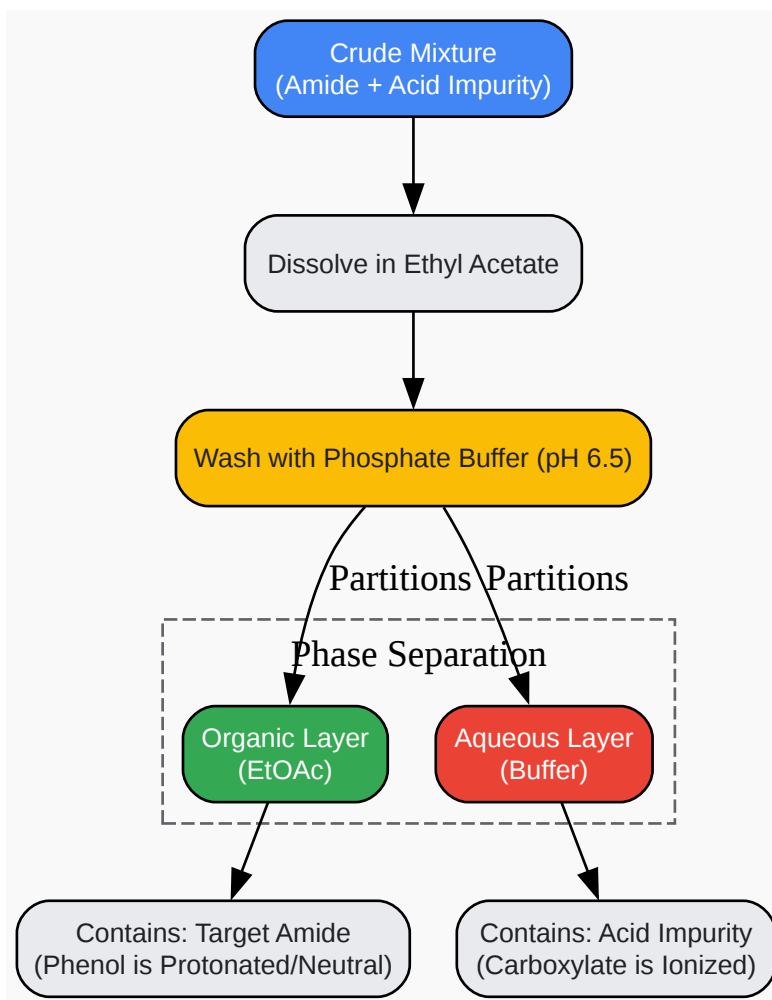 Crude Mixture
(Amide + Acid Impurity)
Dissolve in Ethyl Acetate
Wash with Phosphate Buffer (pH 6.5)
Partitions
Partitions
Phase Separation
Organic Layer
(EtOAc)
Aqueous Layer
(Buffer)
Contains: Target Amide
(Phenol is Protonated/Neutral)
Contains: Acid Impurity
(Carboxylate is Ionized)